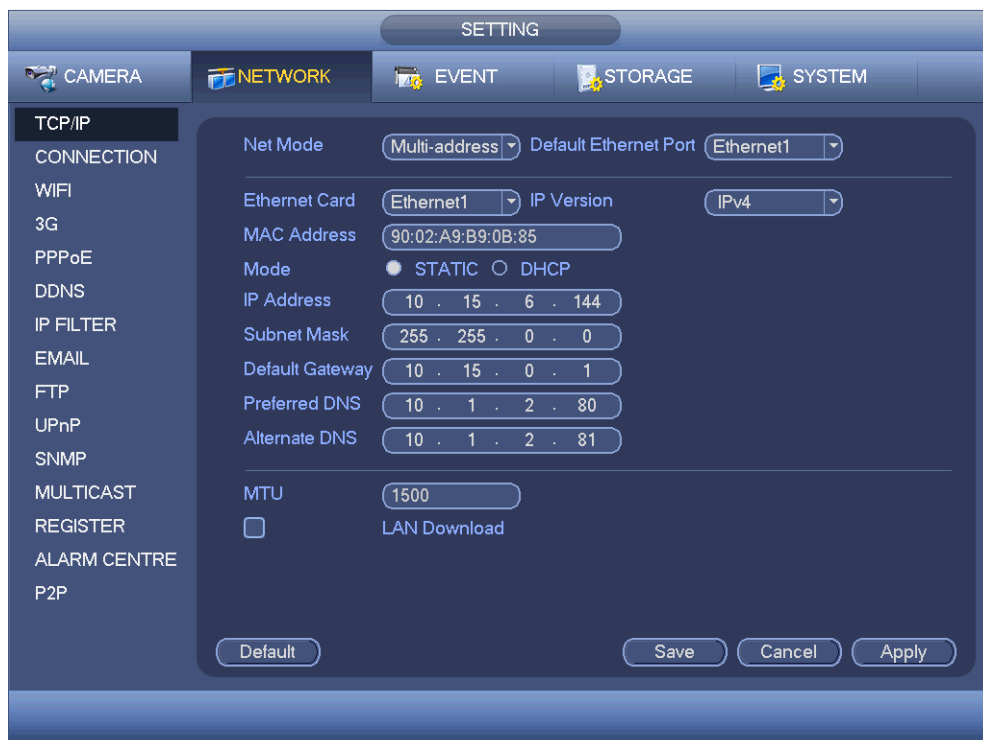 SETTING
CAMERA NETWORK EVENT STORAGE SYSTEM
TCP/IP
CONNECTION
WIFI
3G
PPPoE
DDNS
IP FILTER
EMAIL
FTP
UPnP
SNMP
MULTICAST
REGISTER
ALARM CENTRE
P2P
Net Mode Multi-address Default Ethernet Port Ethernet1
Ethernet Card Ethernet1 IP Version IPv4
MAC Address 90:02:A9:B9:0B:85
Mode STATIC DHCP
IP Address 10 . 15 . 6 . 144
Subnet Mask 255 . 255 . 0 . 0
Default Gateway 10 . 15 . 0 . 1
Preferred DNS 10 . 1 . 2 . 80
Alternate DNS 10 . 1 . 2 . 81
MTU 1500
LAN Download
Default Save Cancel Apply